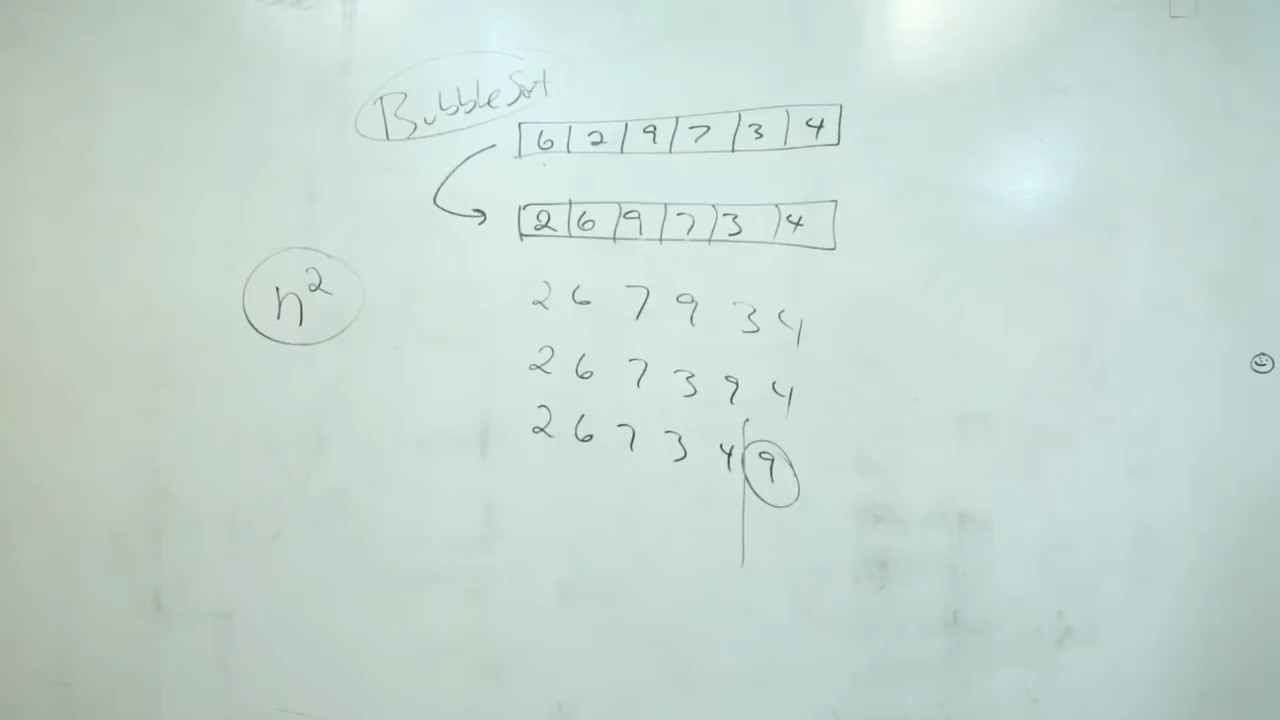 BubbleSort
6 2 9 7 3 4
2 6 9 7 3 4
n²
2 6 7 9 3 4
2 6 7 3 9 4
2 6 7 3 4 9